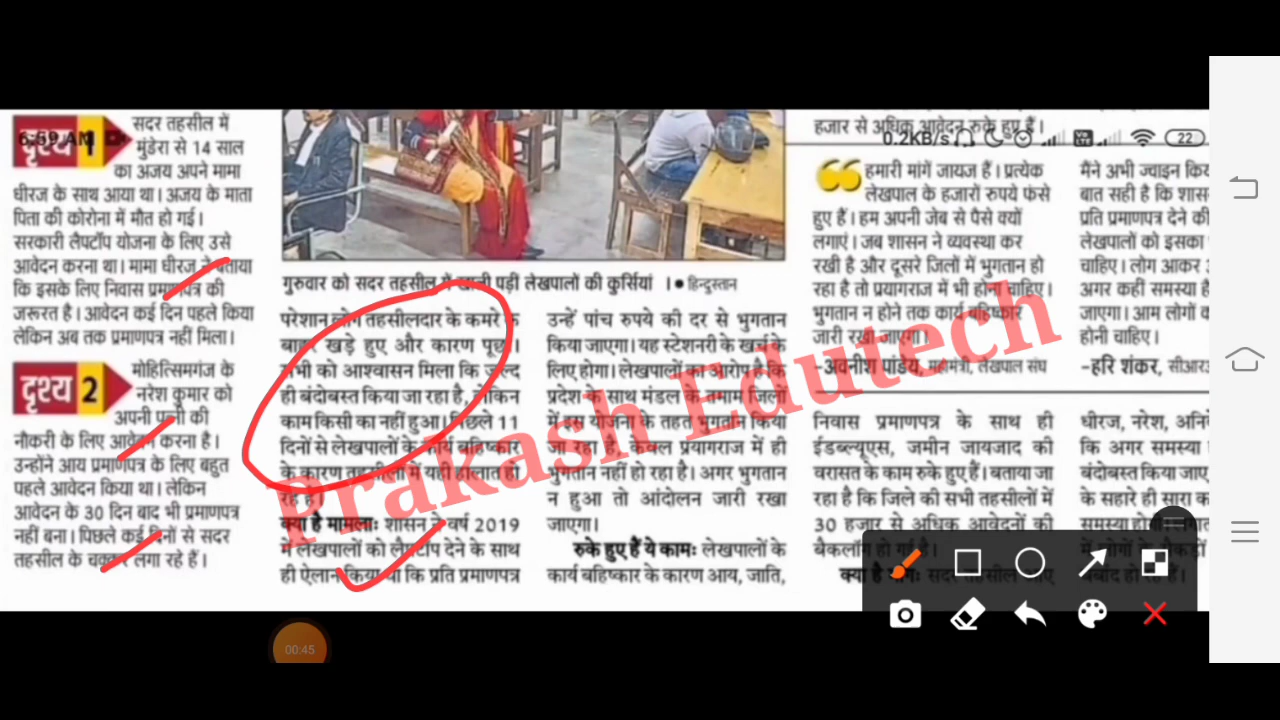 6:59 AM
0.2KB/s
22
दृश्य 1
सदर तहसील में
मुंडेरा से 14 साल
का अजय अपने मामा
धीरज के साथ आया था। अजय के माता
पिता की कोरोना में मौत हो गई।
सरकारी लैपटॉप योजना के लिए उसे
आवेदन करना था। मामा धीरज ने बताया
कि इसके लिए निवास प्रमाणपत्र की
जरूरत है। आवेदन कई दिन पहले किया
लेकिन अब तक प्रमाणपत्र नहीं मिला।
दृश्य 2
मोहित्सिमगंज के
नरेश कुमार को
अपनी पत्नी की
नौकरी के लिए आवेदन करना है।
उन्होंने आय प्रमाणपत्र के लिए बहुत
पहले आवेदन किया था। लेकिन
आवेदन के 30 दिन बाद भी प्रमाणपत्र
नहीं बना। पिछले कई दिनों से सदर
तहसील के चक्कर लगा रहे हैं।
गुरुवार को सदर तहसील में खाली पड़ीं लेखपालों की कुर्सियां । ● हिन्दुस्तान
परेशान लोग तहसीलदार के कमरे के
बाहर खड़े हुए और कारण पूछा।
सभी को आश्वासन मिला कि जल्द
ही बंदोबस्त किया जा रहा है, लेकिन
काम किसी का नहीं हुआ। पिछले 11
दिनों से लेखपालों के कार्य बहिष्कार
के कारण तहसीलों में यही हालात हो
रहे हैं।
क्या है मामला: शासन ने वर्ष 2019
में लेखपालों को लैपटॉप देने के साथ
ही ऐलान किया था कि प्रति प्रमाणपत्र
उन्हें पांच रुपये की दर से भुगतान
किया जाएगा। यह स्टेशनरी के खर्च के
लिए होगा। लेखपालों का आरोप है कि
प्रदेश के साथ मंडल के तमाम जिलों
में इस योजना के तहत भुगतान किया
जा रहा है, केवल प्रयागराज में ही
भुगतान नहीं हो रहा है। अगर भुगतान
न हुआ तो आंदोलन जारी रखा
जाएगा।
रुके हुए हैं ये काम: लेखपालों के
कार्य बहिष्कार के कारण आय, जाति,
हजार से अधिक आवेदन रुके हुए हैं।
हमारी मांगें जायज हैं। प्रत्येक
लेखपाल के हजारों रुपये फंसे
हुए हैं। हम अपनी जेब से पैसे क्यों
लगाएं। जब शासन ने व्यवस्था कर
रखी है और दूसरे जिलों में भुगतान हो
रहा है तो प्रयागराज में भी होना चाहिए।
भुगतान न होने तक कार्य बहिष्कार
जारी रखा जाएगा।
-अवनीश पांडेय, महामंत्री, लेखपाल संघ
निवास प्रमाणपत्र के साथ ही
ईडब्ल्यूएस, जमीन जायजाद की
वरासत के काम रुके हुए हैं। बताया जा
रहा है कि जिले की सभी तहसीलों में
30 हजार से अधिक आवेदनों की
बैकलॉग हो गई है।
क्या है मांग: सदर तहसील
मैंने अभी ज्वाइन
बात सही है कि
प्रति प्रमाणपत्र देने की
लेखपालों को इसका
चाहिए। लोग आकर
अगर कहीं समस्या
जाएगा। आम लोगों
होनी चाहिए।
-हरि शंकर,
धीरज, नरेश,
कि अगर समस्या
बंदोबस्त किया
के सहारे ही सारा
Prakash Edutech
00:45